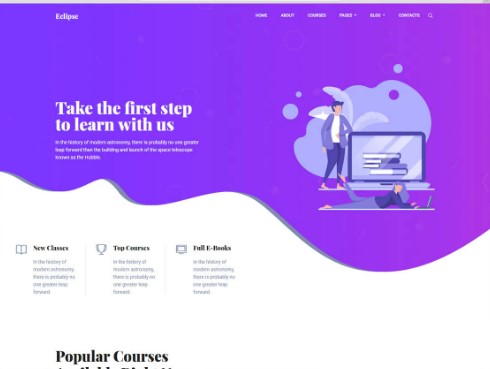 Eclipse
HOME ABOUT COURSES PAGES BLOG CONTACTS
Take the first step
to learn with us
In the history of modern astronomy, there is probably no one greater
leap forward than the building and launch of the space telescope
known as the Hubble.
New Classes
In the history of
modern astronomy,
there is probably no
one greater leap
forward.
Top Courses
In the history of
modern astronomy,
there is probably no
one greater leap
forward.
Full E-Books
In the history of
modern astronomy,
there is probably no
one greater leap
forward.
Popular Courses